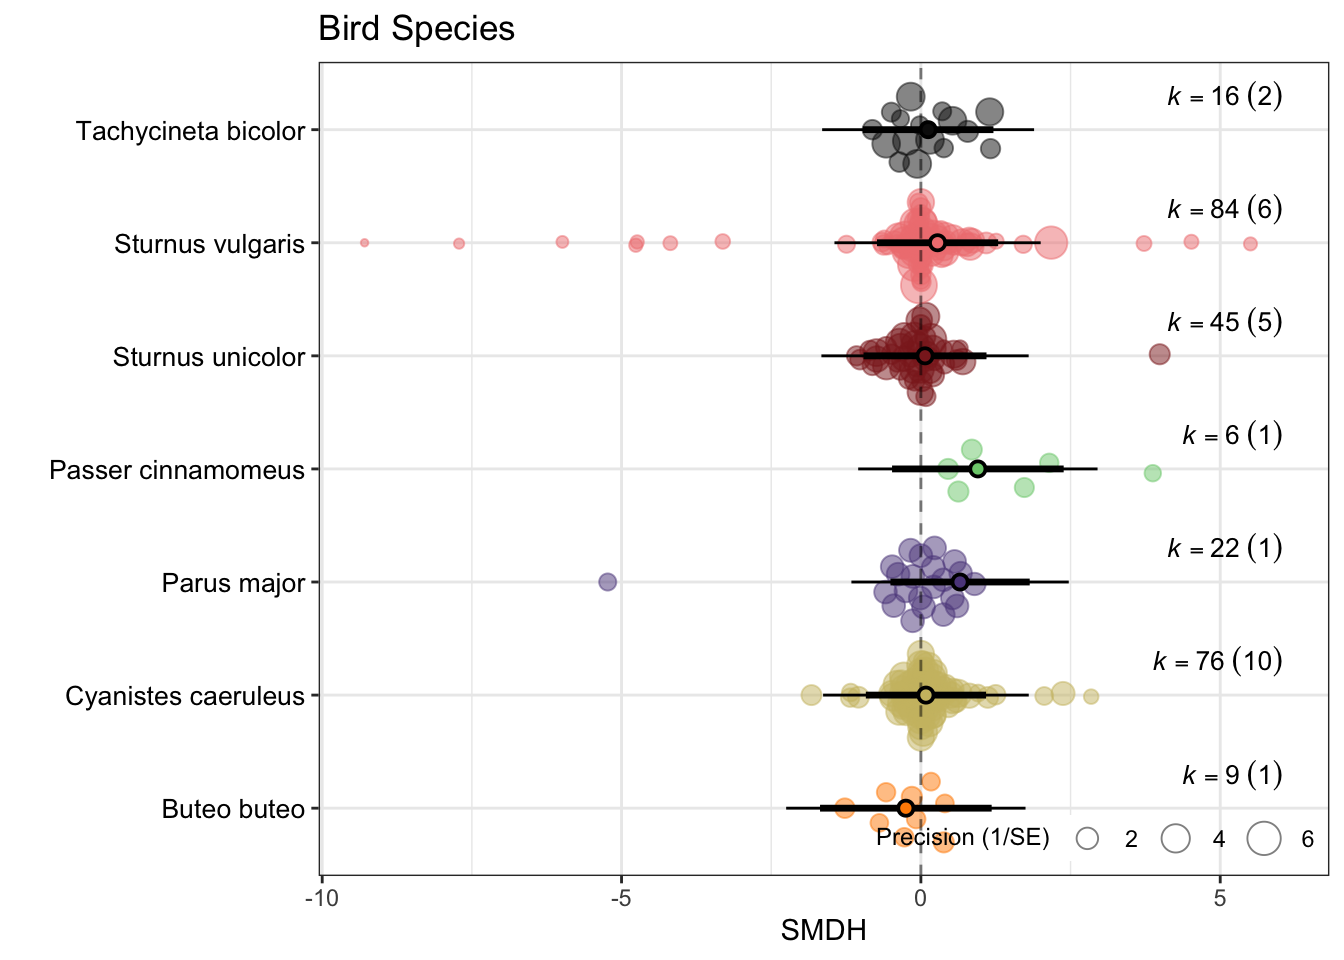 Bird Species
Tachycineta bicolor
k = 16 (2)
Sturnus vulgaris
k = 84 (6)
Sturnus unicolor
k = 45 (5)
Passer cinnamomeus
k = 6 (1)
Parus major
k = 22 (1)
Cyanistes caeruleus
k = 76 (10)
Buteo buteo
k = 9 (1)
Precision (1/SE) 2 4 6
-10 -5 0 5
SMDH